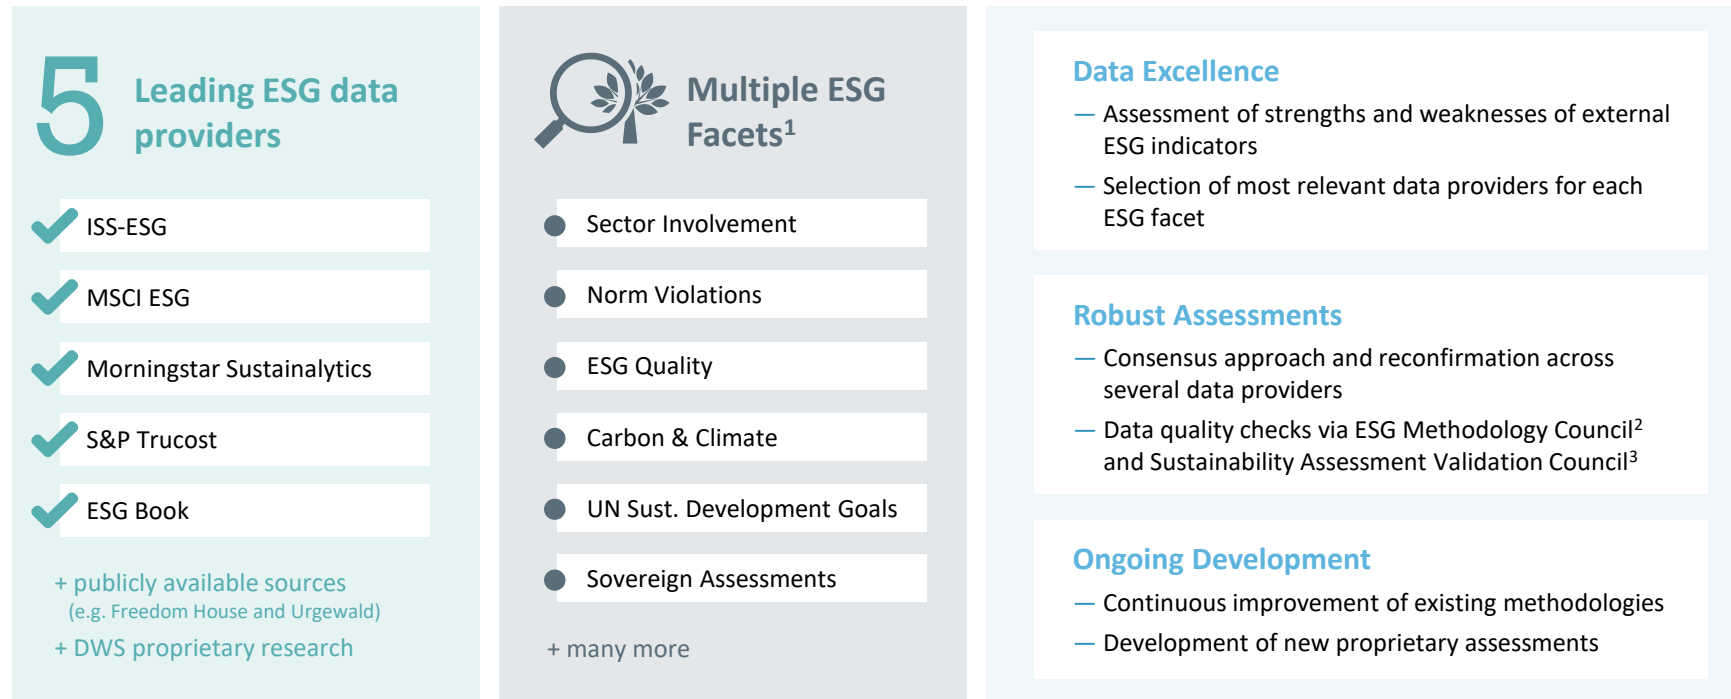 5
Leading ESG data
providers
ISS-ESG
MSCI ESG
Morningstar Sustainalytics
S&P Trucost
ESG Book
+ publicly available sources
(e.g. Freedom House and Urgewald)
+ DWS proprietary research
Multiple ESG
Facets¹
Sector Involvement
Norm Violations
ESG Quality
Carbon & Climate
UN Sust. Development Goals
Sovereign Assessments
+ many more
Data Excellence
— Assessment of strengths and weaknesses of external
ESG indicators
— Selection of most relevant data providers for each
ESG facet
Robust Assessments
— Consensus approach and reconfirmation across
several data providers
— Data quality checks via ESG Methodology Council²
and Sustainability Assessment Validation Council³
Ongoing Development
— Continuous improvement of existing methodologies
— Development of new proprietary assessments